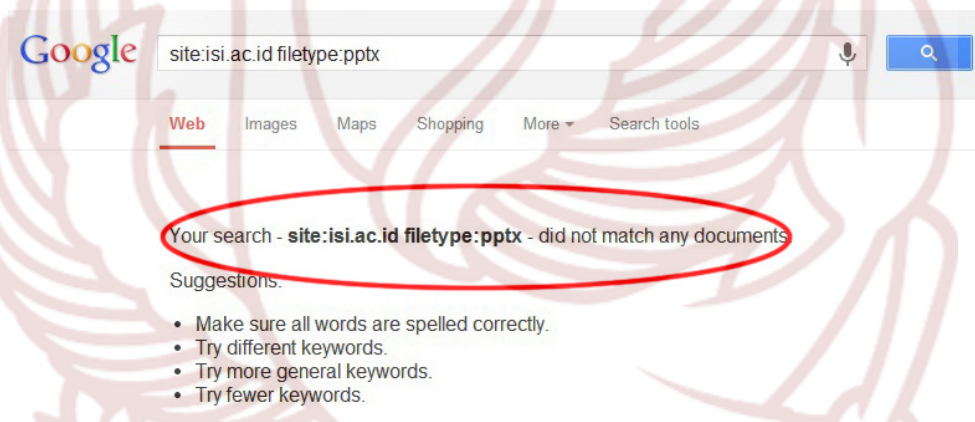 Google site:isi.ac.id filetype:pptx
Web Images Maps Shopping More Search tools
Your search - site:isi.ac.id filetype:pptx - did not match any documents
Suggestions:
• Make sure all words are spelled correctly.
• Try different keywords.
• Try more general keywords.
• Try fewer keywords.